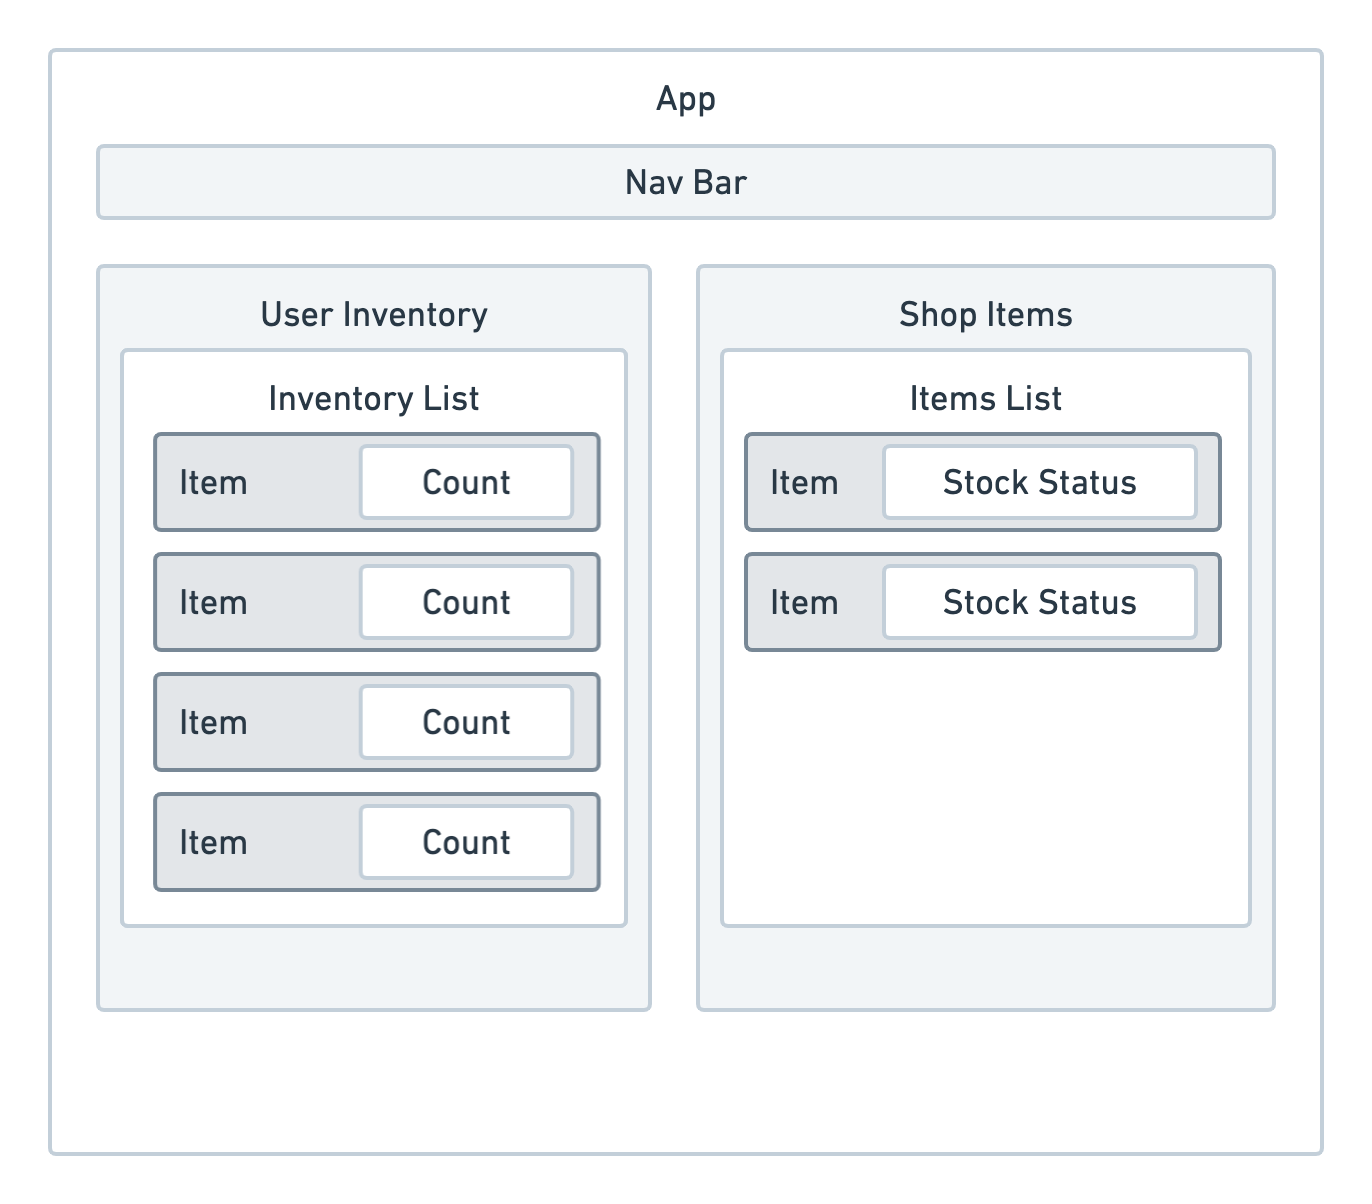 App
Nav Bar
User Inventory
Inventory List
Item Count
Item Count
Item Count
Item Count
Shop Items
Items List
Item Stock Status
Item Stock Status